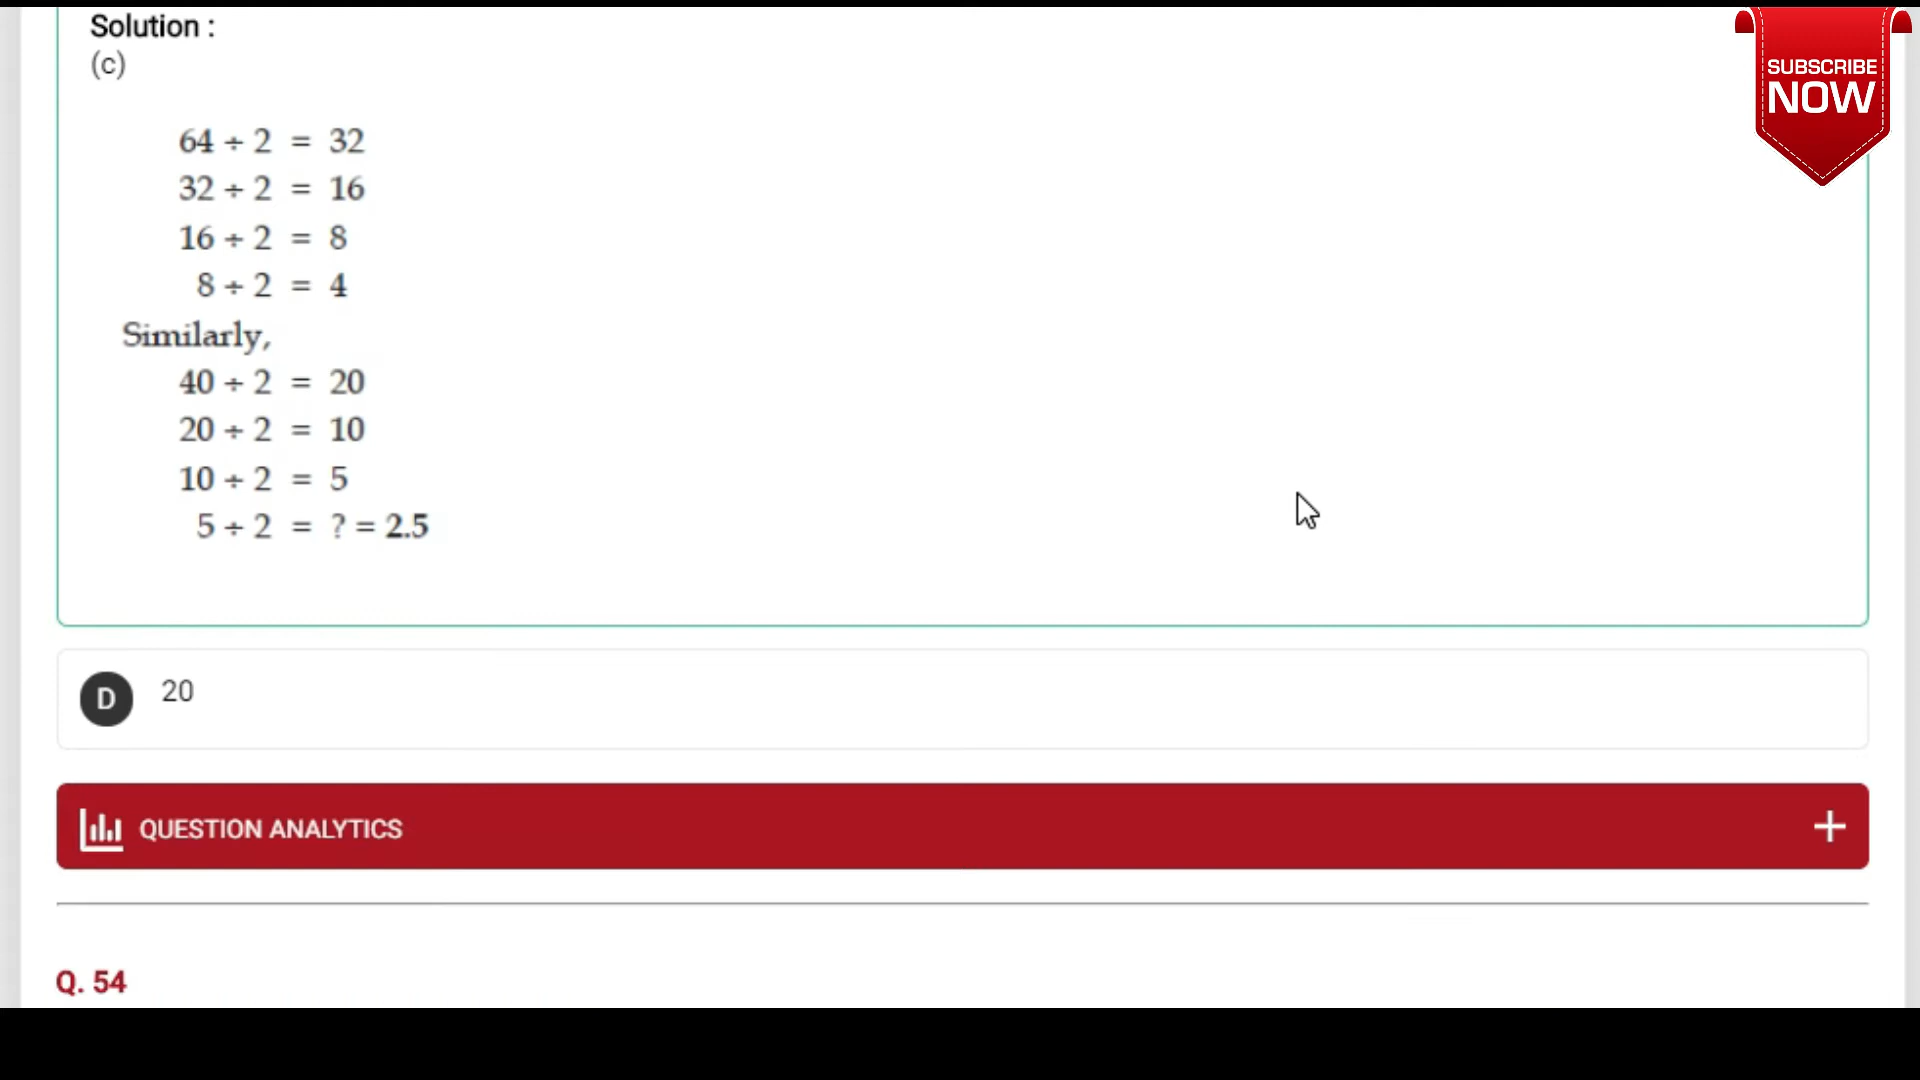 Solution :
(c)
SUBSCRIBE
NOW
64 ÷ 2 = 32
32 ÷ 2 = 16
16 ÷ 2 = 8
8 ÷ 2 = 4
Similarly,
40 ÷ 2 = 20
20 ÷ 2 = 10
10 ÷ 2 = 5
5 ÷ 2 = ? = 2.5
D 20
QUESTION ANALYTICS +
Q. 54